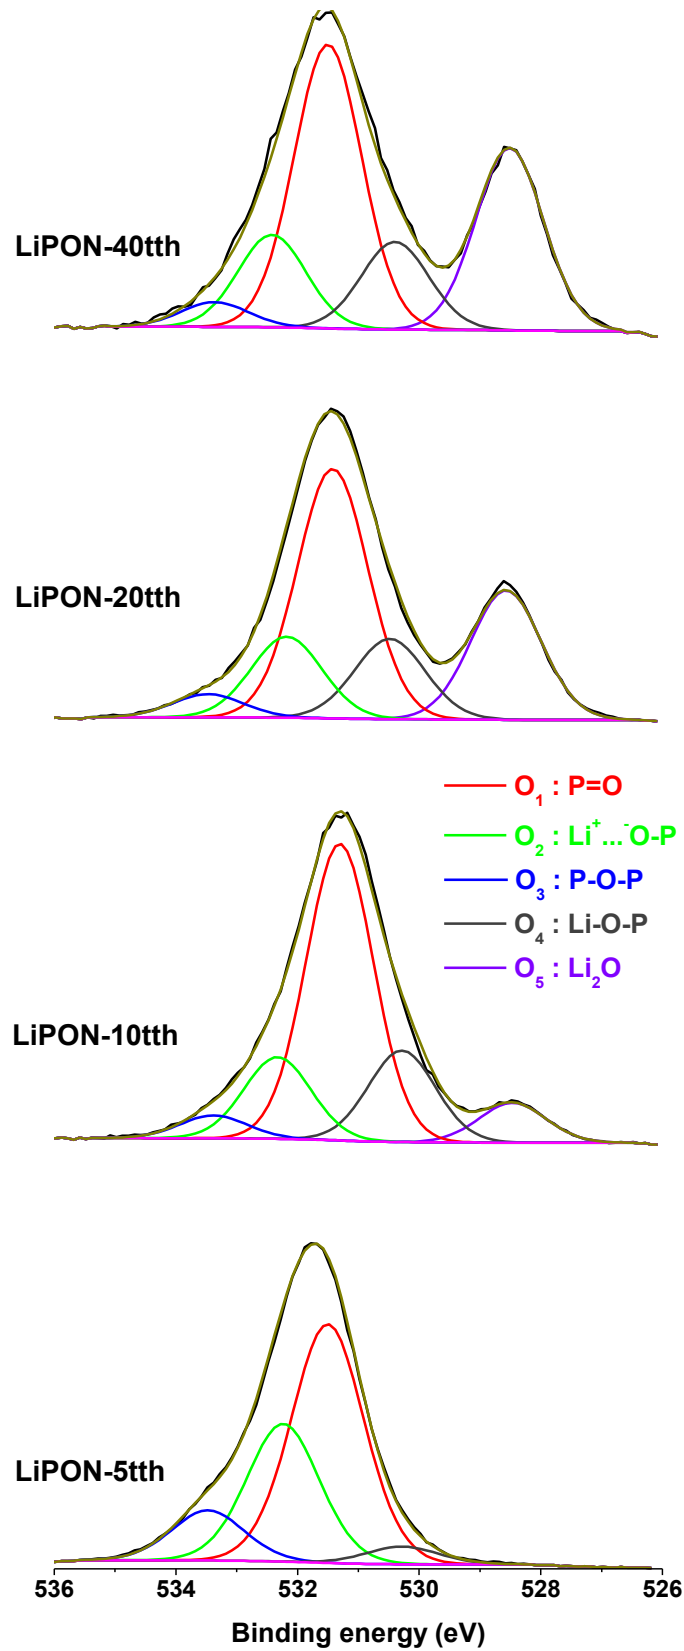 LiPON-40tth
LiPON-20tth
O₁ : P=O
O₂ : Li⁺...⁻O-P
O₃ : P-O-P
O₄ : Li-O-P
O₅ : Li₂O
LiPON-10tth
LiPON-5tth
536 534 532 530 528 526
Binding energy (eV)